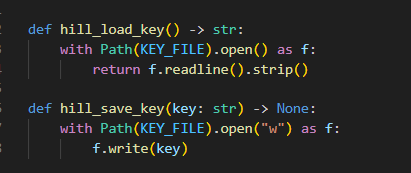 def hill_load_key() -> str:
    with Path(KEY_FILE).open() as f:
        return f.readline().strip()

def hill_save_key(key: str) -> None:
    with Path(KEY_FILE).open("w") as f:
        f.write(key)